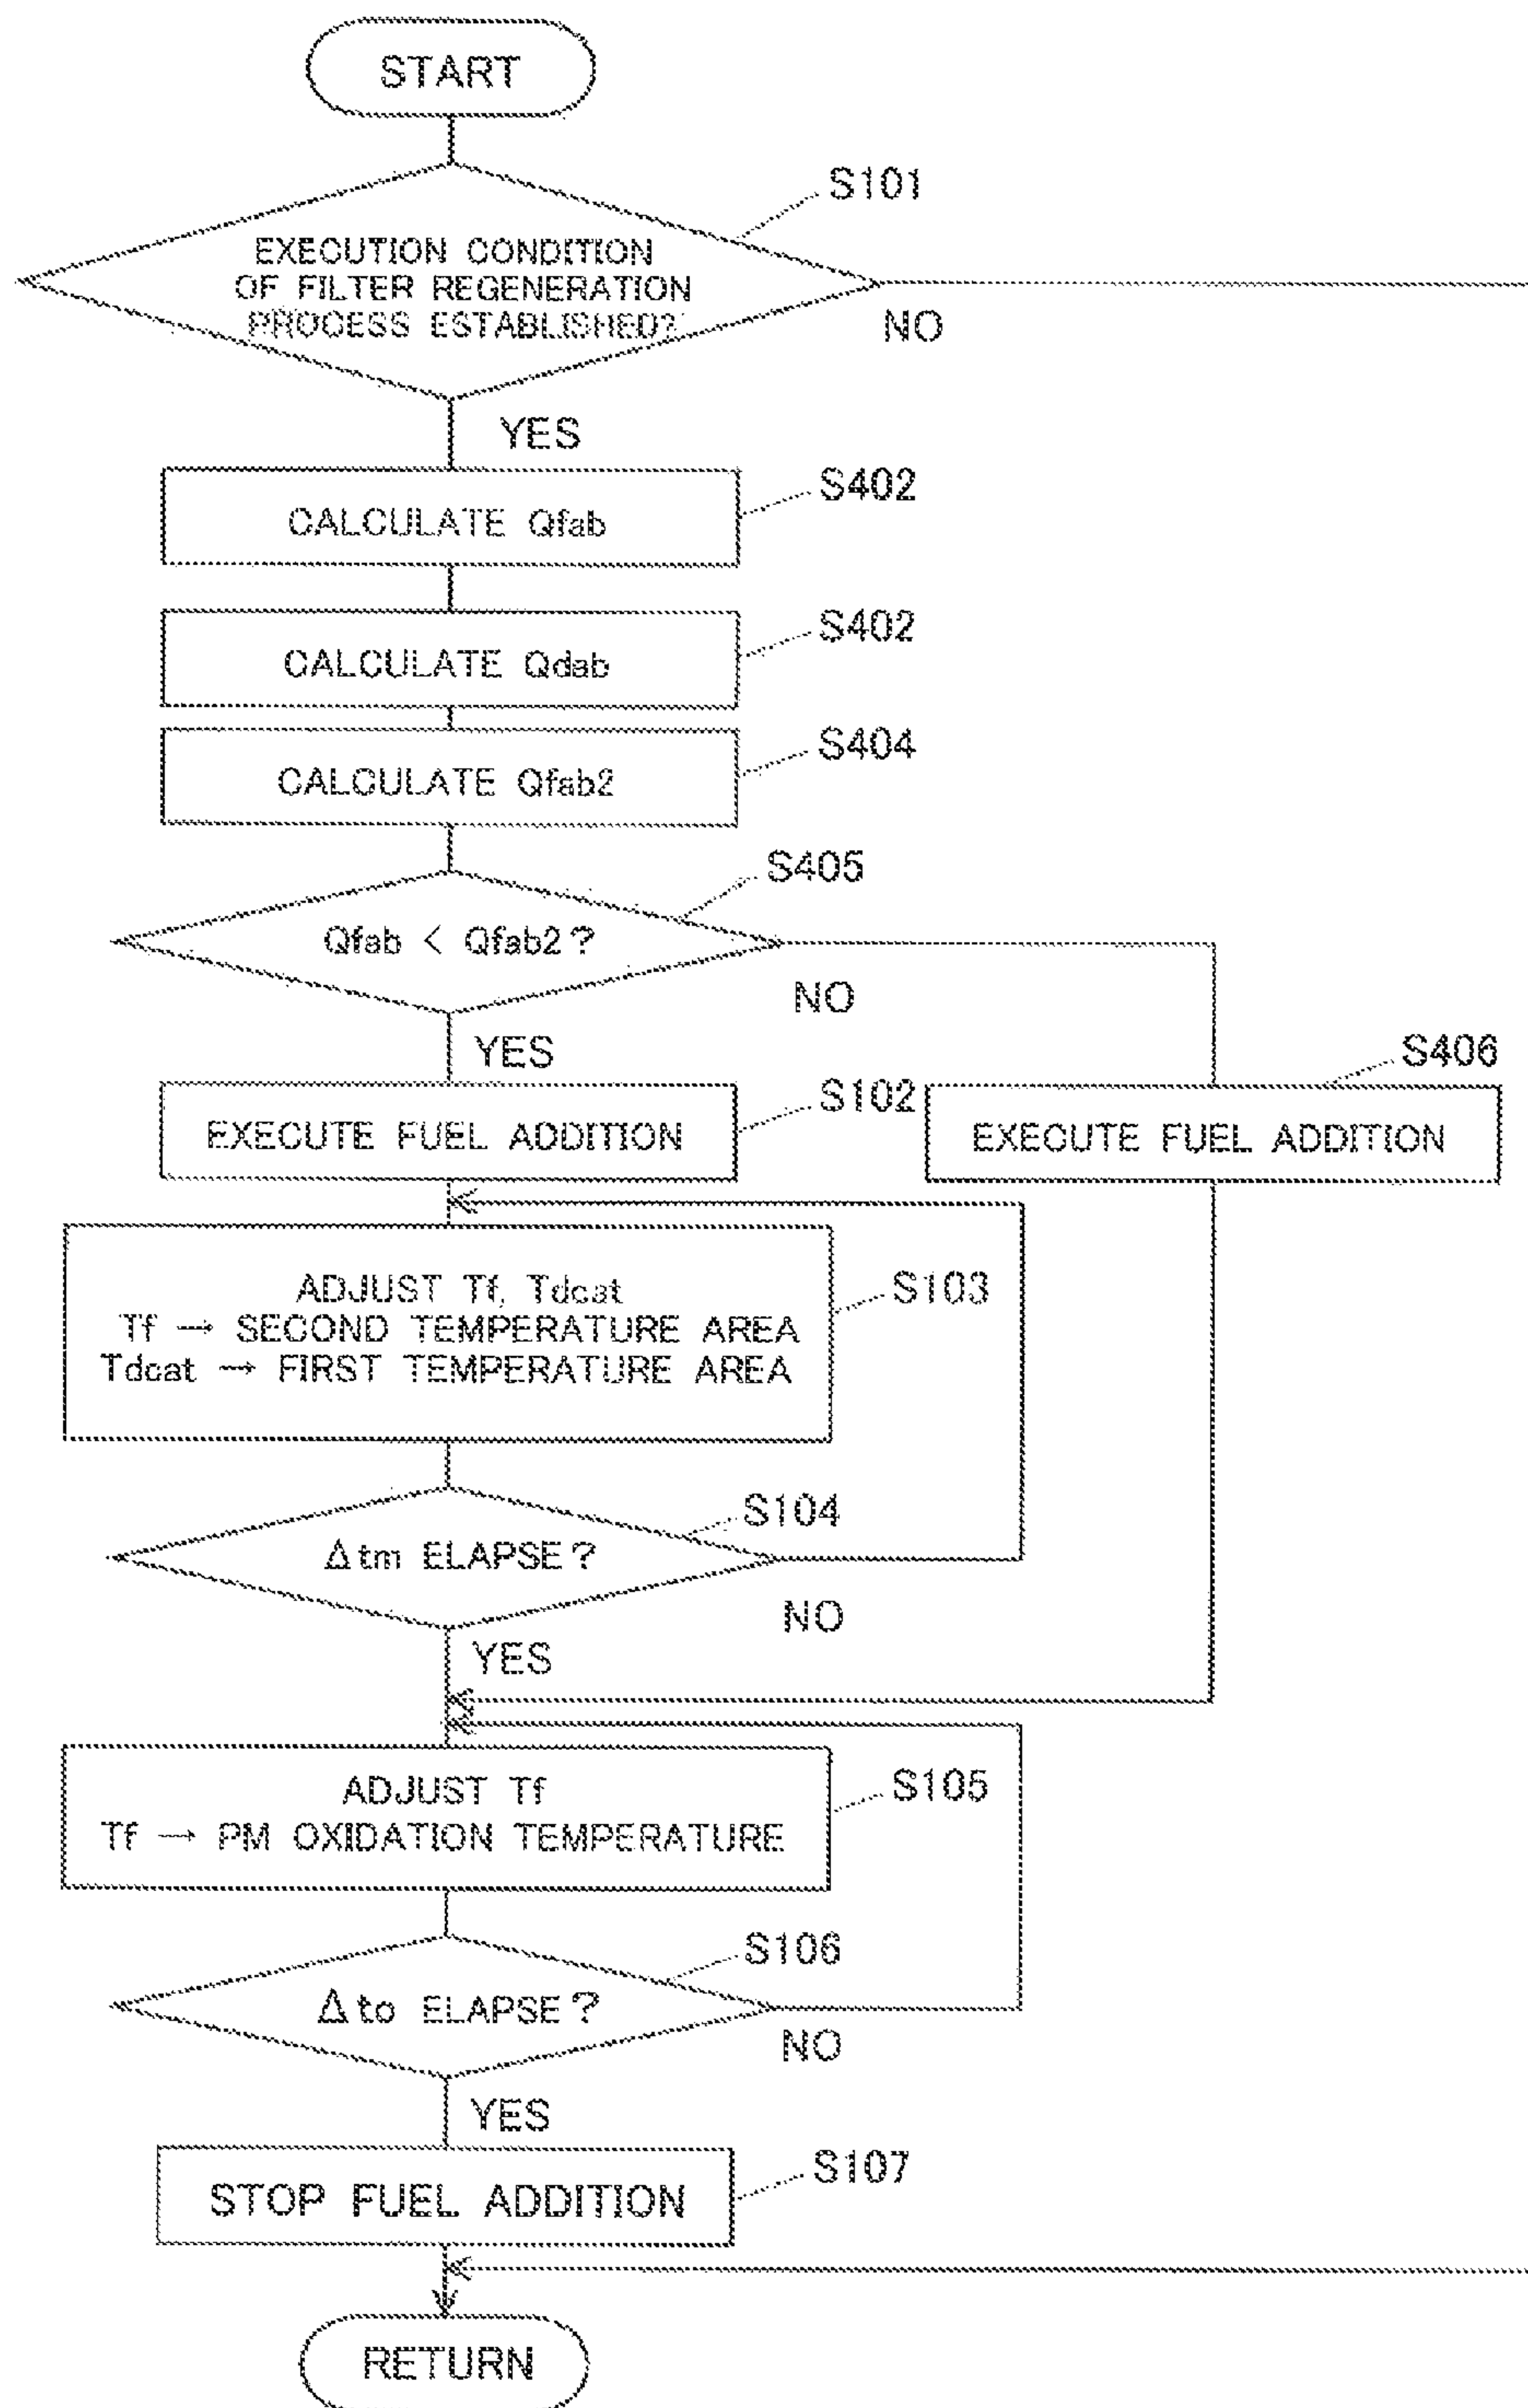 START
S101
EXECUTION CONDITION
OF FILTER REGENERATION
PROCESS ESTABLISHED?
NO
YES
S402
CALCULATE Qfab
S402
CALCULATE Qdab
S404
CALCULATE Qfab2
S405
Qfab < Qfab2?
NO
YES
S406
S102
EXECUTE FUEL ADDITION
EXECUTE FUEL ADDITION
S103
ADJUST Tf, Tdcat
Tf → SECOND TEMPERATURE AREA
Tdcat → FIRST TEMPERATURE AREA
S104
Δtm ELAPSE?
NO
YES
S105
ADJUST Tf
Tf → PM OXIDATION TEMPERATURE
S106
Δto ELAPSE?
NO
YES
S107
STOP FUEL ADDITION
RETURN